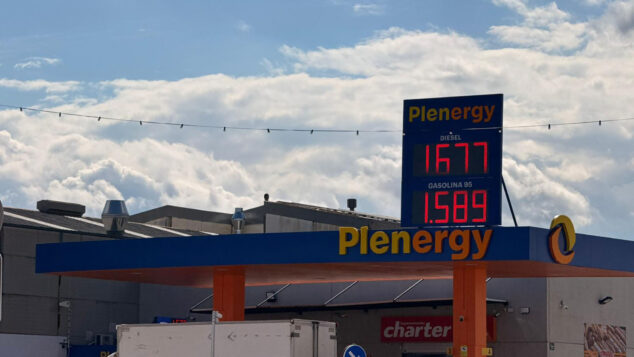 Plenergy
DIESEL
1.677
GASOLINA 95
1.589
Plenergy
charter